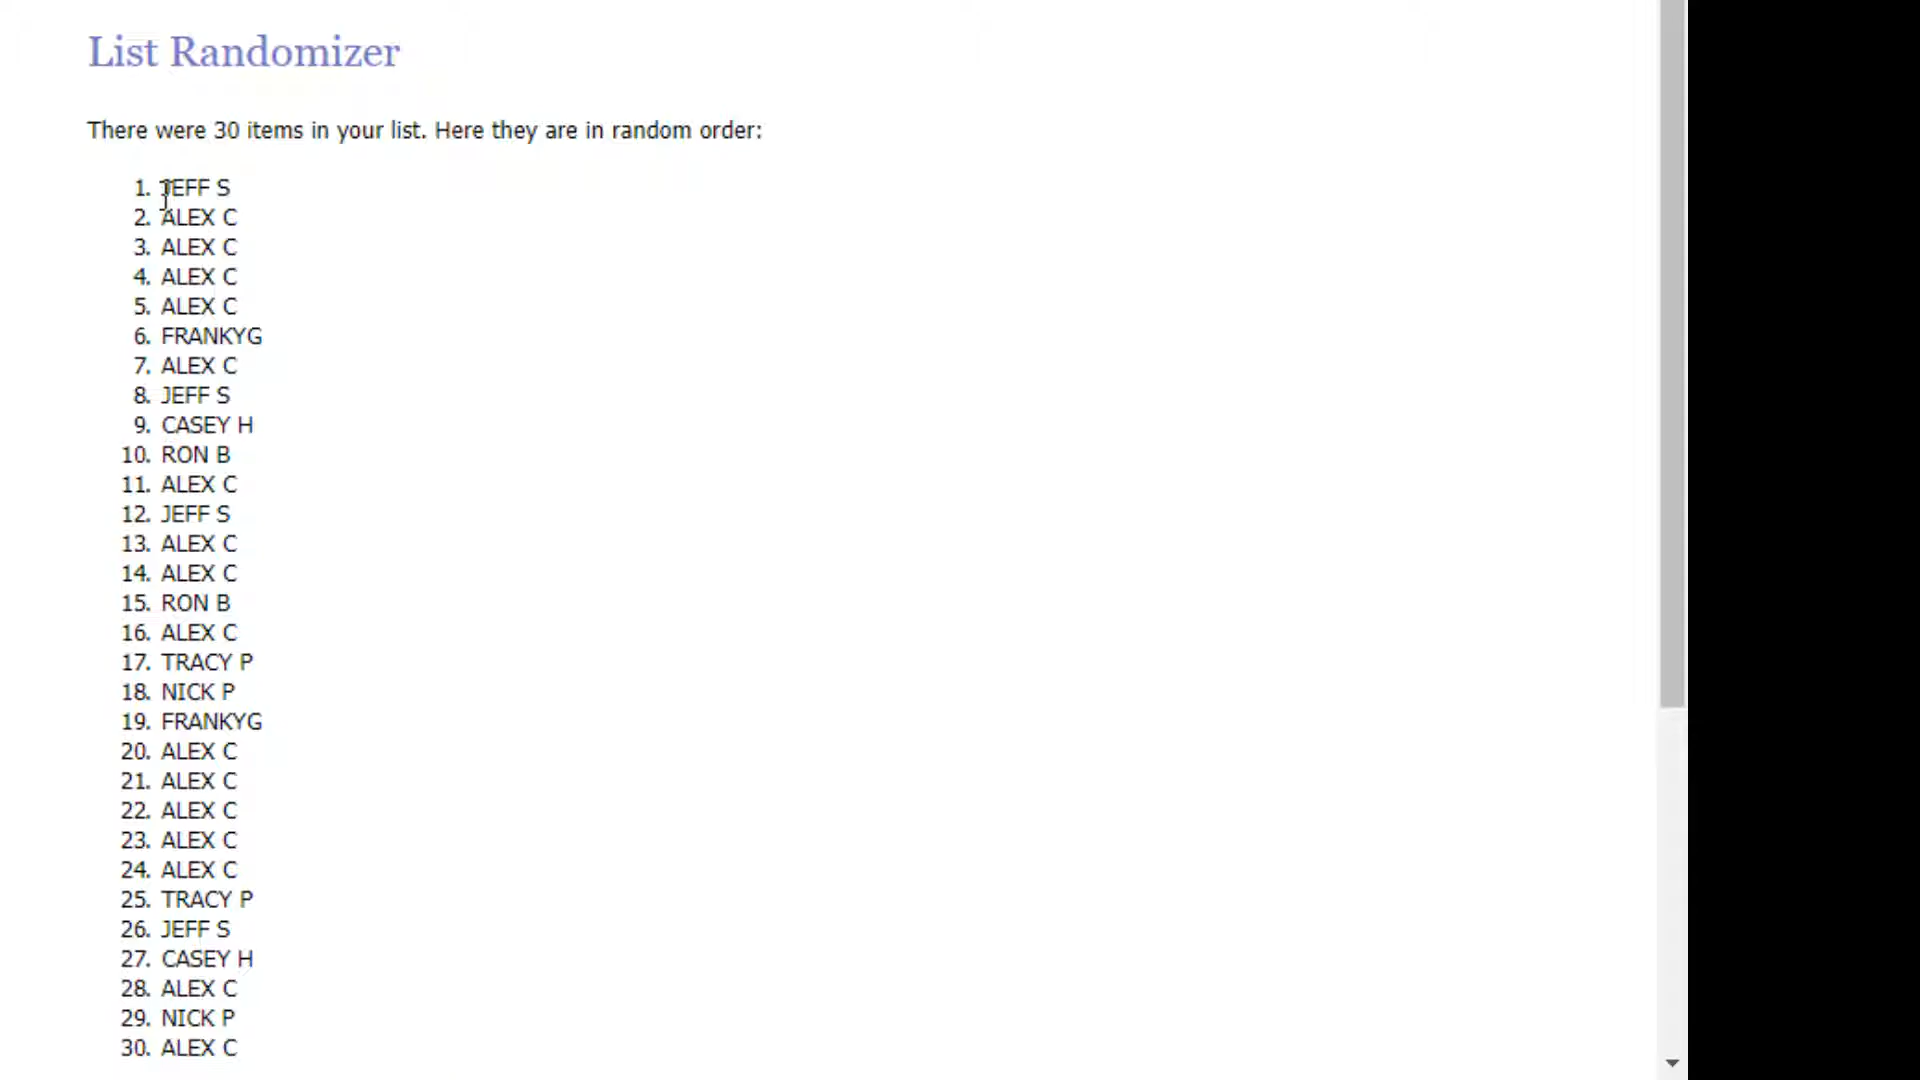 List Randomizer
There were 30 items in your list. Here they are in random order:
1. JEFF S
2. ALEX C
3. ALEX C
4. ALEX C
5. ALEX C
6. FRANKYG
7. ALEX C
8. JEFF S
9. CASEY H
10. RON B
11. ALEX C
12. JEFF S
13. ALEX C
14. ALEX C
15. RON B
16. ALEX C
17. TRACY P
18. NICK P
19. FRANKYG
20. ALEX C
21. ALEX C
22. ALEX C
23. ALEX C
24. ALEX C
25. TRACY P
26. JEFF S
27. CASEY H
28. ALEX C
29. NICK P
30. ALEX C